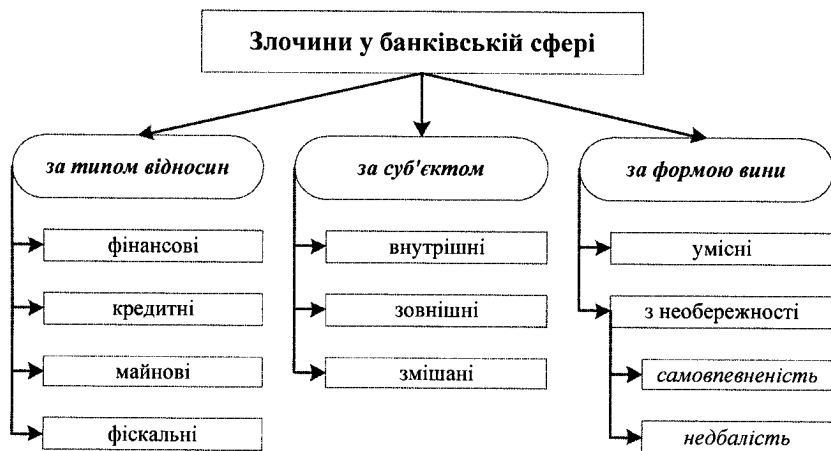 Злочини у банківській сфері
за типом відносин
фінансові
кредитні
майнові
фіскальні
за суб'єктом
внутрішні
зовнішні
змішані
за формою вини
умісні
з необережності
самовпевненість
недбалість